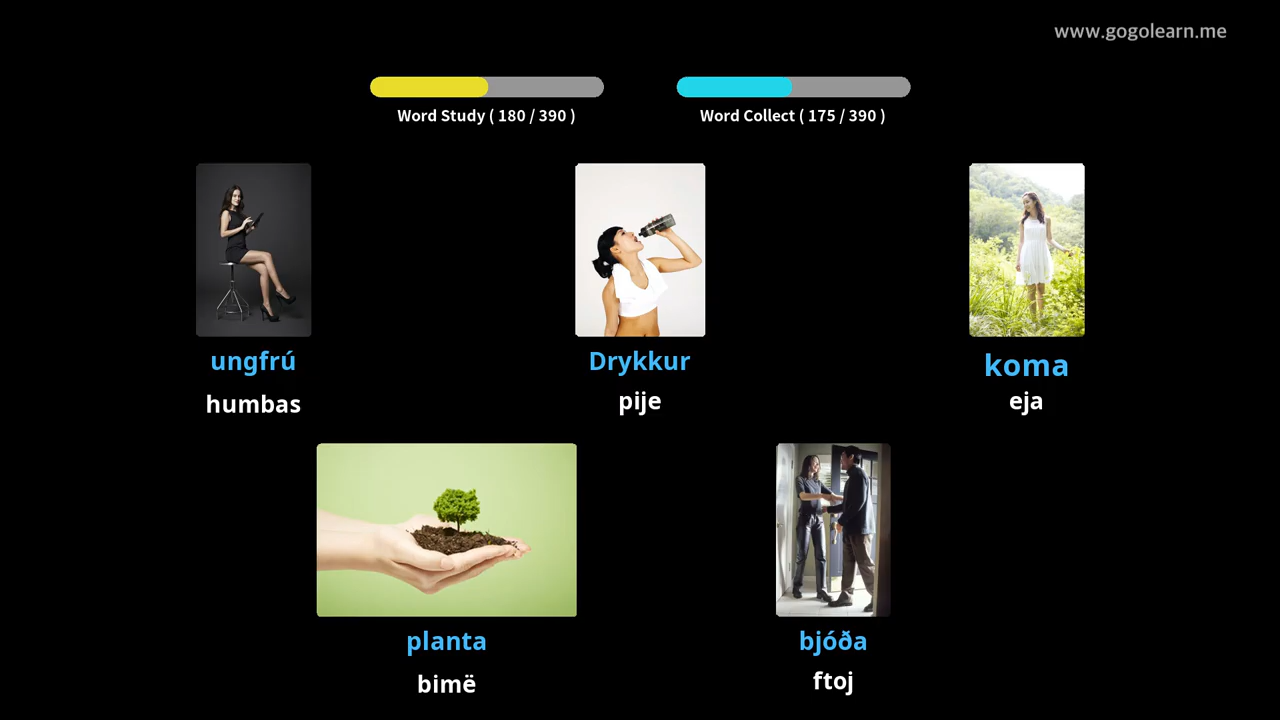 www.gogolearn.me
Word Study ( 180 / 390 )
Word Collect ( 175 / 390 )
ungfrú
humbas
Drykkur
pije
koma
eja
planta
bimë
bjóða
ftoj